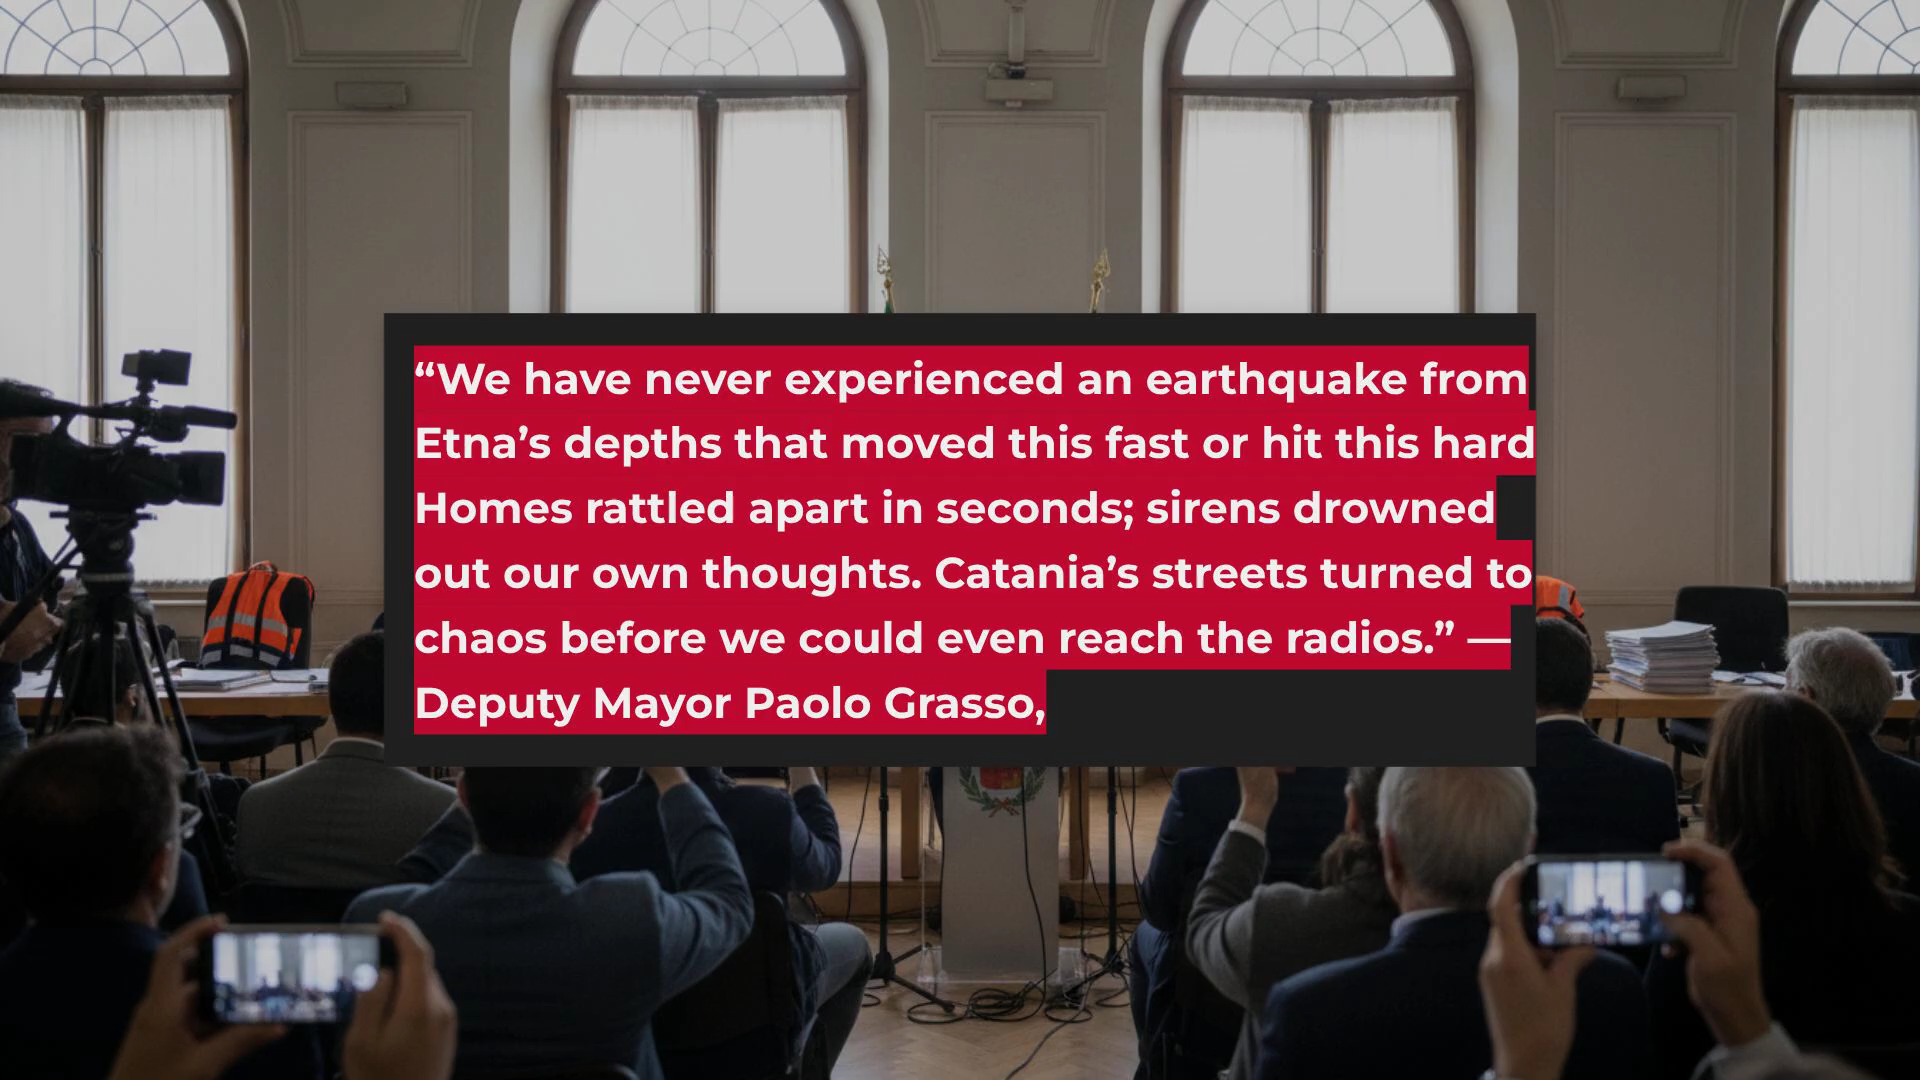 “We have never experienced an earthquake from
Etna’s depths that moved this fast or hit this hard
Homes rattled apart in seconds; sirens drowned
out our own thoughts. Catania’s streets turned to
chaos before we could even reach the radios.” —
Deputy Mayor Paolo Grasso,